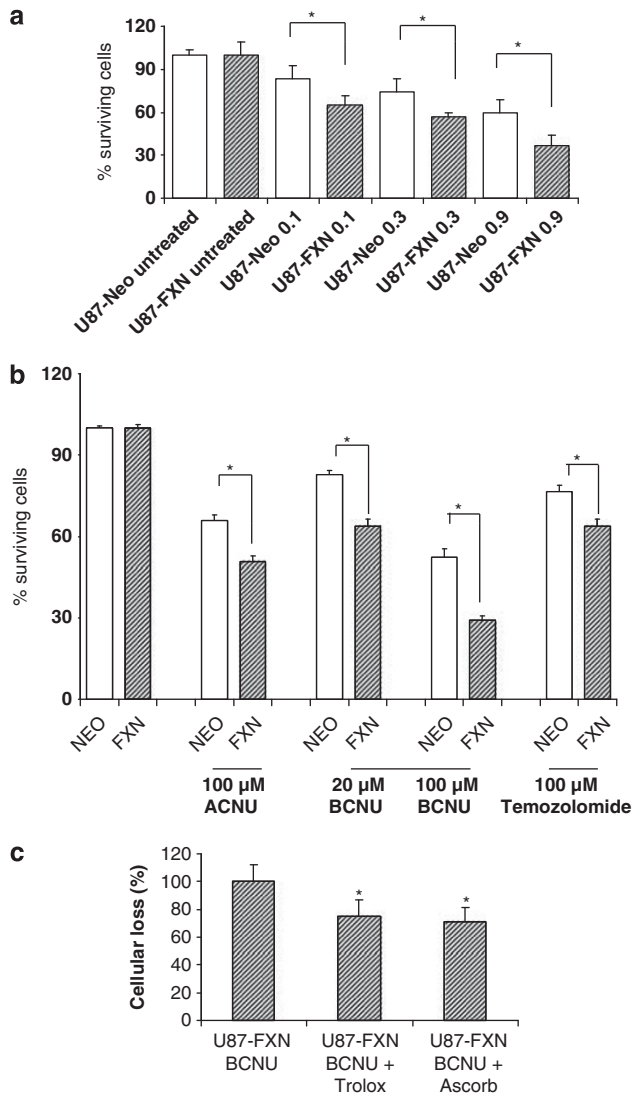 a
% surviving cells
120
90
60
30
0
*
*
*
U87-Neo untreated
U87-FXN untreated
U87-Neo 0.1
U87-FXN 0.1
U87-Neo 0.3
U87-FXN 0.3
U87-Neo 0.9
U87-FXN 0.9
b
% surviving cells
120
90
60
30
0
*
*
*
*
NEO
FXN
NEO
FXN
NEO
FXN
NEO
FXN
NEO
FXN
100 µM
ACNU
20 µM
BCNU
100 µM
BCNU
100 µM
Temozolomide
c
Cellular loss (%)
120
100
80
60
40
20
0
*
*
U87-FXN
BCNU
U87-FXN
BCNU +
Trolox
U87-FXN
BCNU +
Ascorb